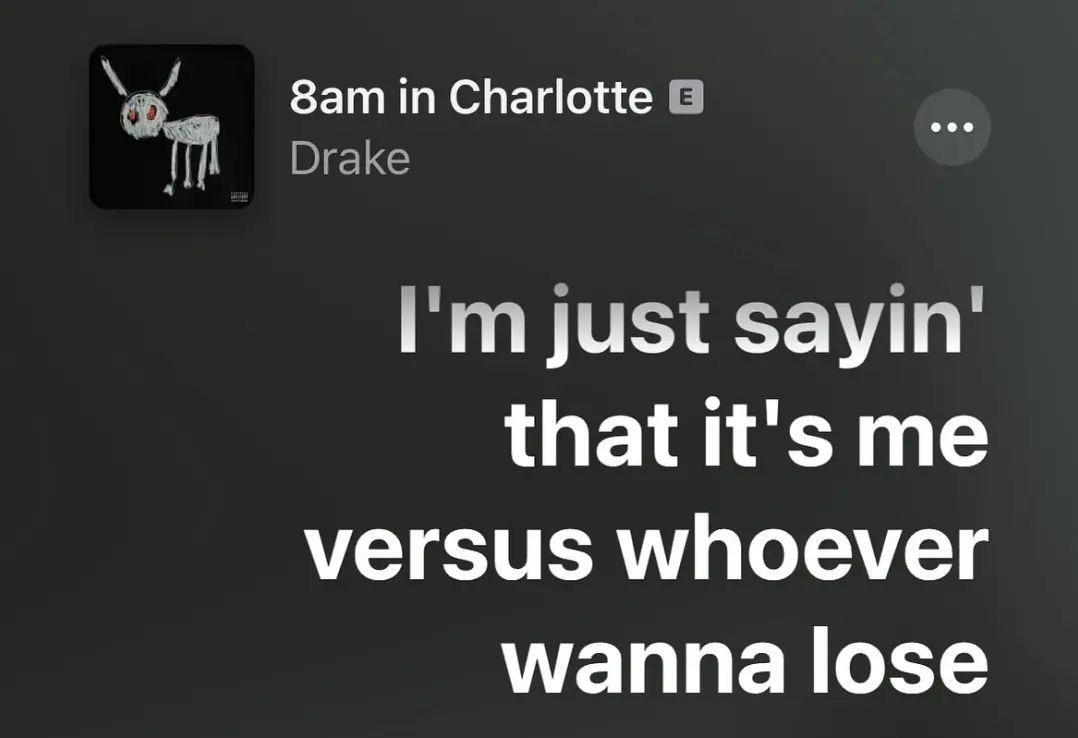 8am in Charlotte E
Drake
I'm just sayin'
that it's me
versus whoever
wanna lose